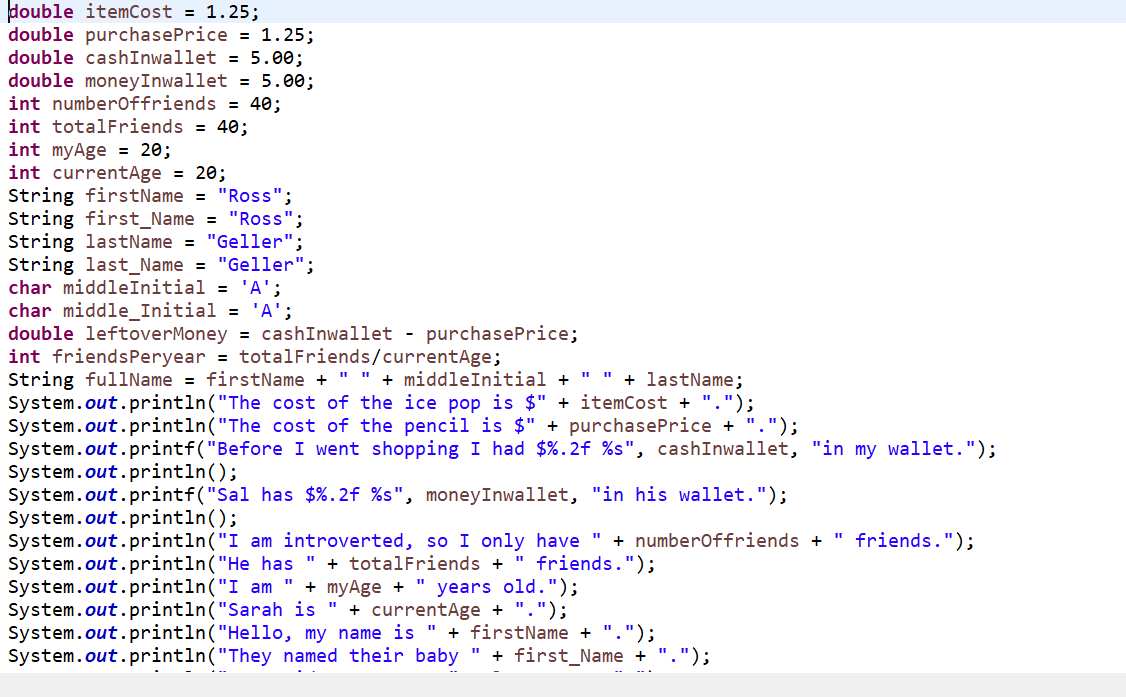 double itemCost = 1.25;
double purchasePrice = 1.25;
double cashInwallet = 5.00;
double moneyInwallet = 5.00;
int numberOffriends = 40;
int totalFriends = 40;
int myAge = 20;
int currentAge = 20;
String firstName = "Ross";
String first_Name = "Ross";
String lastName = "Geller";
String last_Name = "Geller";
char middleInitial = 'A';
char middle_Initial = 'A';
double leftoverMoney = cashInwallet - purchasePrice;
int friendsPeryear = totalFriends/currentAge;
String fullName = firstName + " " + middleInitial + " " + lastName;
System.out.println("The cost of the ice pop is $" + itemCost + ".");
System.out.println("The cost of the pencil is $" + purchasePrice + ".");
System.out.printf("Before I went shopping I had $%.2f %s", cashInwallet, "in my wallet.");
System.out.println();
System.out.printf("Sal has $%.2f %s", moneyInwallet, "in his wallet.");
System.out.println();
System.out.println("I am introverted, so I only have " + numberOffriends + " friends.");
System.out.println("He has " + totalFriends + " friends.");
System.out.println("I am " + myAge + " years old.");
System.out.println("Sarah is " + currentAge + ".");
System.out.println("Hello, my name is " + firstName + ".");
System.out.println("They named their baby " + first_Name + ".");